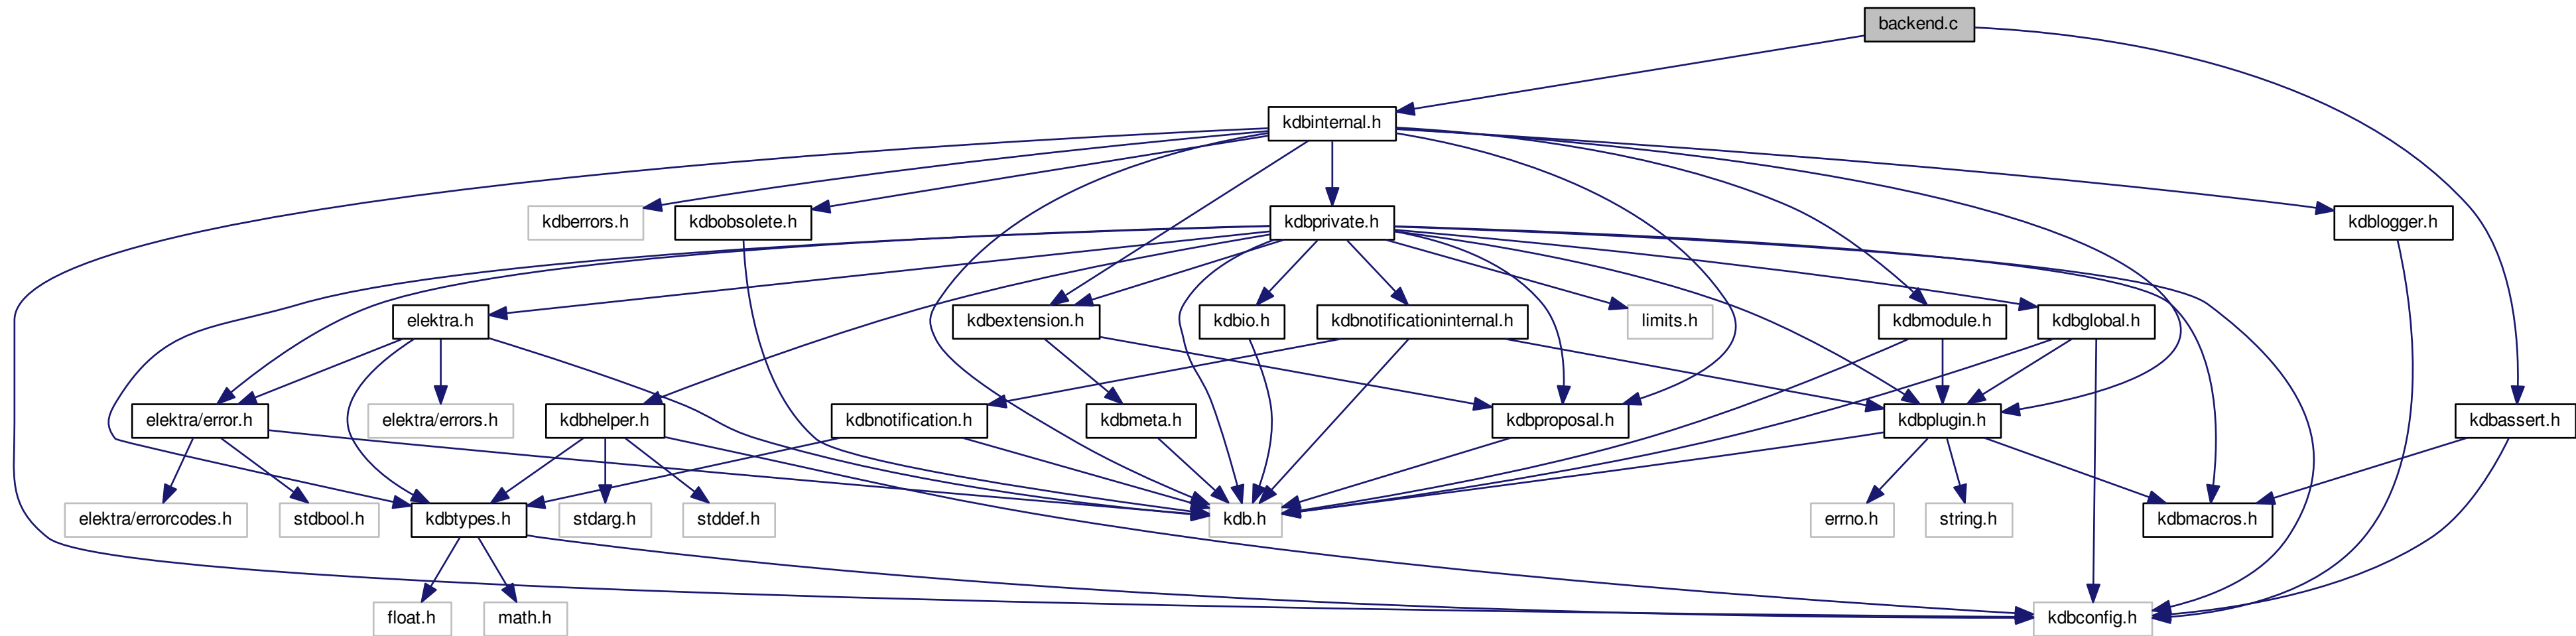 backend.c
kdbinternal.h
kdberrors.h
kdbobsolete.h
kdbprivate.h
kdblogger.h
elektra.h
kdbextension.h
kdbio.h
kdbnotificationinternal.h
limits.h
kdbmodule.h
kdbglobal.h
elektra/error.h
elektra/errors.h
kdbhelper.h
kdbnotification.h
kdbmeta.h
kdbproposal.h
kdbplugin.h
kdbassert.h
elektra/errorcodes.h
stdbool.h
kdbtypes.h
stdarg.h
stddef.h
kdb.h
errno.h
string.h
kdbmacros.h
float.h
math.h
kdbconfig.h